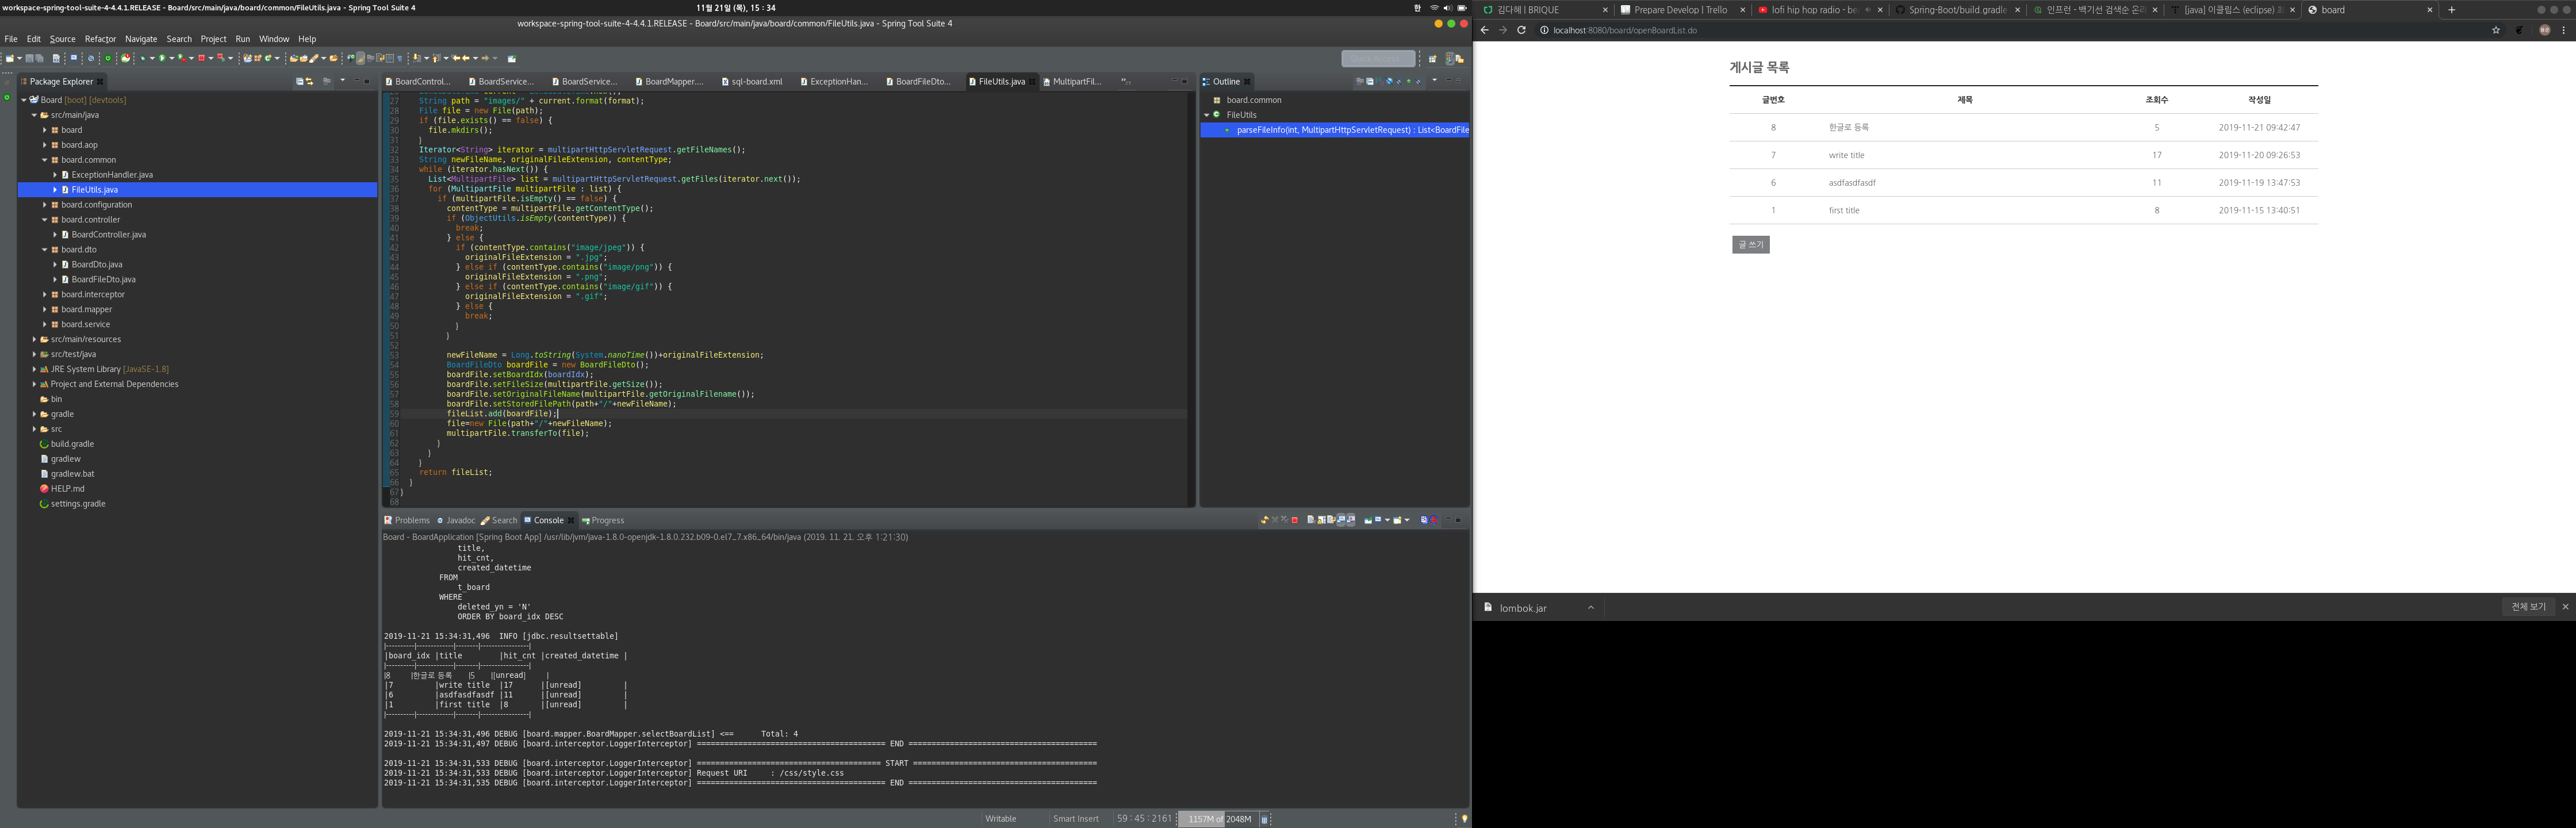 workspace-spring-tool-suite-4-4.4.1.RELEASE - Board/src/main/java/board/common/FileUtils.java - Spring Tool Suite 4
11월 21일 (목), 15 : 34
한
workspace-spring-tool-suite-4-4.4.1.RELEASE - Board/src/main/java/board/common/FileUtils.java - Spring Tool Suite 4
File Edit Source Refactor Navigate Search Project Run Window Help
Package Explorer
Board [boot] [devtools]
src/main/java
board
board.aop
board.common
ExceptionHandler.java
FileUtils.java
board.configuration
board.controller
BoardController.java
board.dto
BoardDto.java
BoardFileDto.java
board.interceptor
board.mapper
board.service
src/main/resources
src/test/java
JRE System Library [JavaSE-1.8]
Project and External Dependencies
bin
gradle
src
build.gradle
gradlew
gradlew.bat
HELP.md
settings.gradle
BoardControl... BoardService... BoardService... BoardMapper.... sql-board.xml ExceptionHan... BoardFileDto... FileUtils.java MultipartFil...
27 String path = "images/" + current.format(format);
28 File file = new File(path);
29 if (file.exists() == false) {
30 file.mkdirs();
31 }
32 Iterator<String> iterator = multipartHttpServletRequest.getFileNames();
33 String newFileName, originalFileExtension, contentType;
34 while (iterator.hasNext()) {
35 List<MultipartFile> list = multipartHttpServletRequest.getFiles(iterator.next());
36 for (MultipartFile multipartFile : list) {
37 if (multipartFile.isEmpty() == false) {
38 contentType = multipartFile.getContentType();
39 if (ObjectUtils.isEmpty(contentType)) {
40 break;
41 } else {
42 if (contentType.contains("image/jpeg")) {
43 originalFileExtension = ".jpg";
44 } else if (contentType.contains("image/png")) {
45 originalFileExtension = ".png";
46 } else if (contentType.contains("image/gif")) {
47 originalFileExtension = ".gif";
48 } else {
49 break;
50 }
51 }
52
53 newFileName = Long.toString(System.nanoTime())+originalFileExtension;
54 BoardFileDto boardFile = new BoardFileDto();
55 boardFile.setBoardIdx(boardIdx);
56 boardFile.setFileSize(multipartFile.getSize());
57 boardFile.setOriginalFileName(multipartFile.getOriginalFilename());
58 boardFile.setStoredFilePath(path+"/"+newFileName);
59 fileList.add(boardFile);
60 file=new File(path+"/"+newFileName);
61 multipartFile.transferTo(file);
62 }
63 }
64 }
65 return fileList;
66 }
67 }
68
Outline
board.common
FileUtils
parseFileInfo(int, MultipartHttpServletRequest) : List<BoardFile
Problems Javadoc Search Console Progress
Board - BoardApplication [Spring Boot App] /usr/lib/jvm/java-1.8.0-openjdk-1.8.0.232.b09-0.el7_7.x86_64/bin/java (2019. 11. 21. 오후 1:21:30)
title,
hit_cnt,
created_datetime
FROM
t_board
WHERE
deleted_yn = 'N'
ORDER BY board_idx DESC
2019-11-21 15:34:31,496 INFO [jdbc.resultsettable]
|----------|------------|--------|-----------------|
|board_idx |title |hit_cnt |created_datetime |
|----------|------------|--------|-----------------|
|8 |한글로 등록 |5 |[unread] |
|7 |write title |17 |[unread] |
|6 |asdfasdfasdf |11 |[unread] |
|1 |first title |8 |[unread] |
|----------|------------|--------|-----------------|
2019-11-21 15:34:31,496 DEBUG [board.mapper.BoardMapper.selectBoardList] <== Total: 4
2019-11-21 15:34:31,497 DEBUG [board.interceptor.LoggerInterceptor] ========================================= END =========================================
2019-11-21 15:34:31,533 DEBUG [board.interceptor.LoggerInterceptor] ======================================== START ========================================
2019-11-21 15:34:31,533 DEBUG [board.interceptor.LoggerInterceptor] Request URI : /css/style.css
2019-11-21 15:34:31,535 DEBUG [board.interceptor.LoggerInterceptor] ========================================= END =========================================
Writable Smart Insert 59 : 45 : 2161 1157M of 2048M
김다혜 | BRIQUE Prepare Develop | Trello lofi hip hop radio - be Spring-Boot/build.gradle 인프런 - 백기선 검색순 온라 [java] 이클립스 (eclipse) board
localhost:8080/board/openBoardList.do
게시글 목록
글번호 제목 조회수 작성일
8 한글로 등록 5 2019-11-21 09:42:47
7 write title 17 2019-11-20 09:26:53
6 asdfasdfasdf 11 2019-11-19 13:47:53
1 first title 8 2019-11-15 13:40:51
글 쓰기
lombok.jar
전체 보기